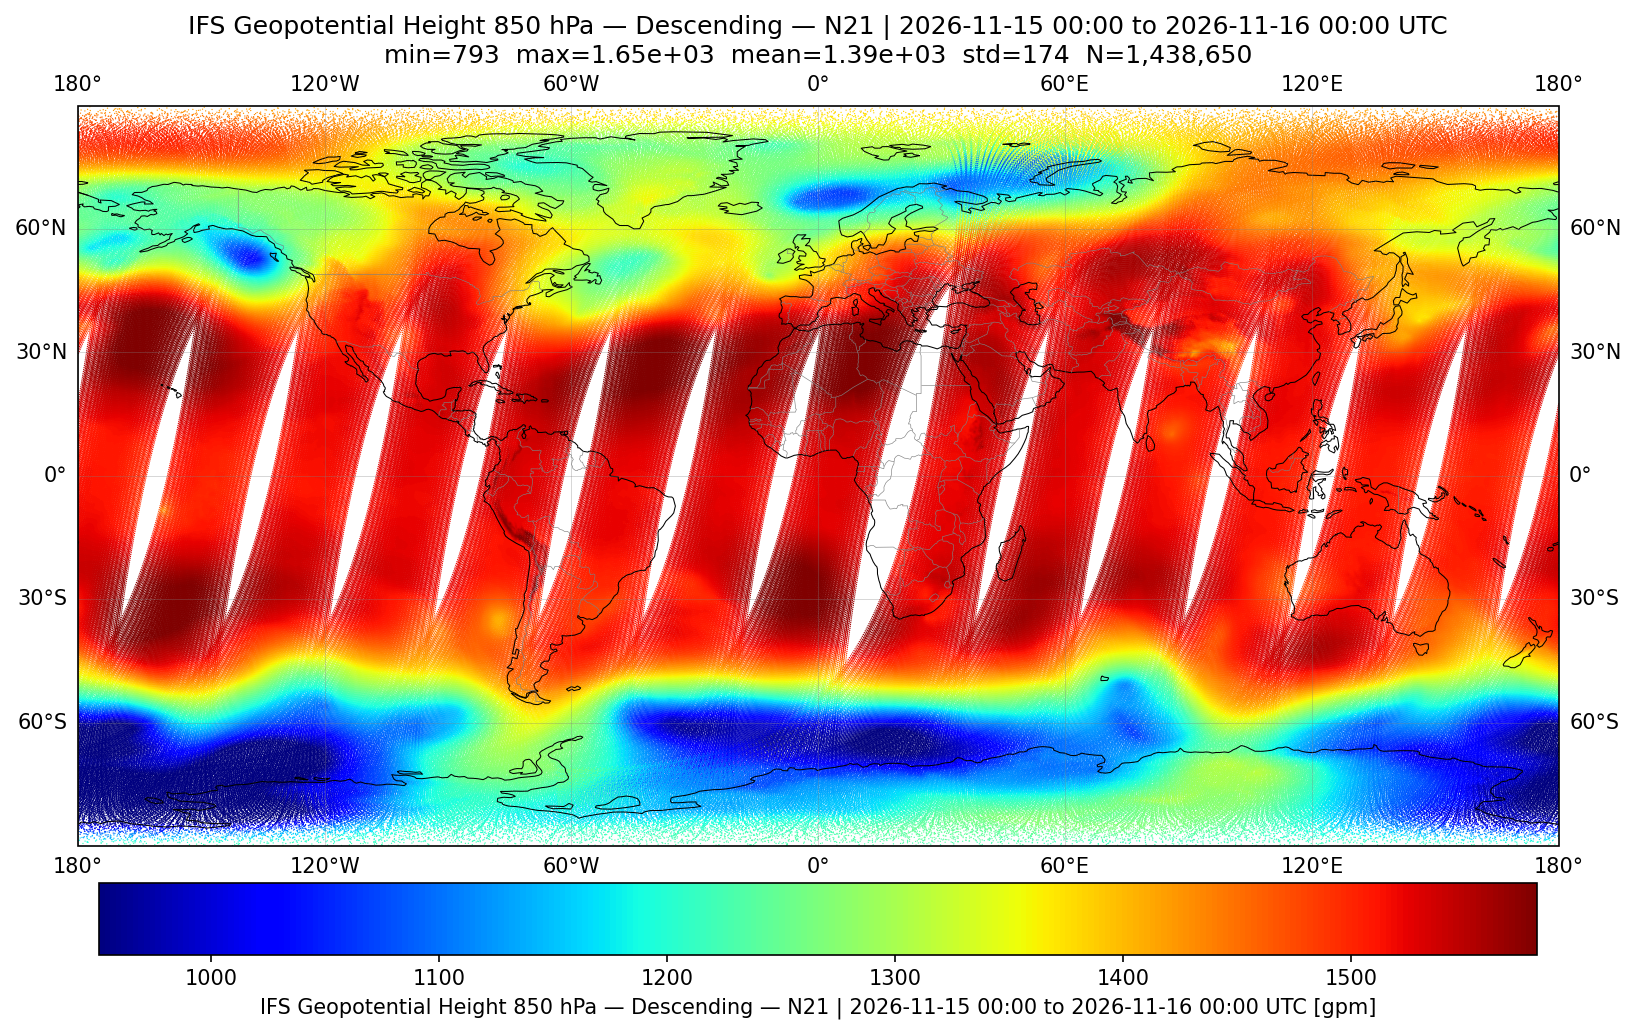 IFS Geopotential Height 850 hPa — Descending — N21 | 2026-11-15 00:00 to 2026-11-16 00:00 UTC
min=793  max=1.65e+03  mean=1.39e+03  std=174  N=1,438,650
180° 120°W 60°W 0° 60°E 120°E 180°
60°N 60°N
30°N 30°N
0° 0°
30°S 30°S
60°S 60°S
180° 120°W 60°W 0° 60°E 120°E 180°
1000 1100 1200 1300 1400 1500
IFS Geopotential Height 850 hPa — Descending — N21 | 2026-11-15 00:00 to 2026-11-16 00:00 UTC [gpm]